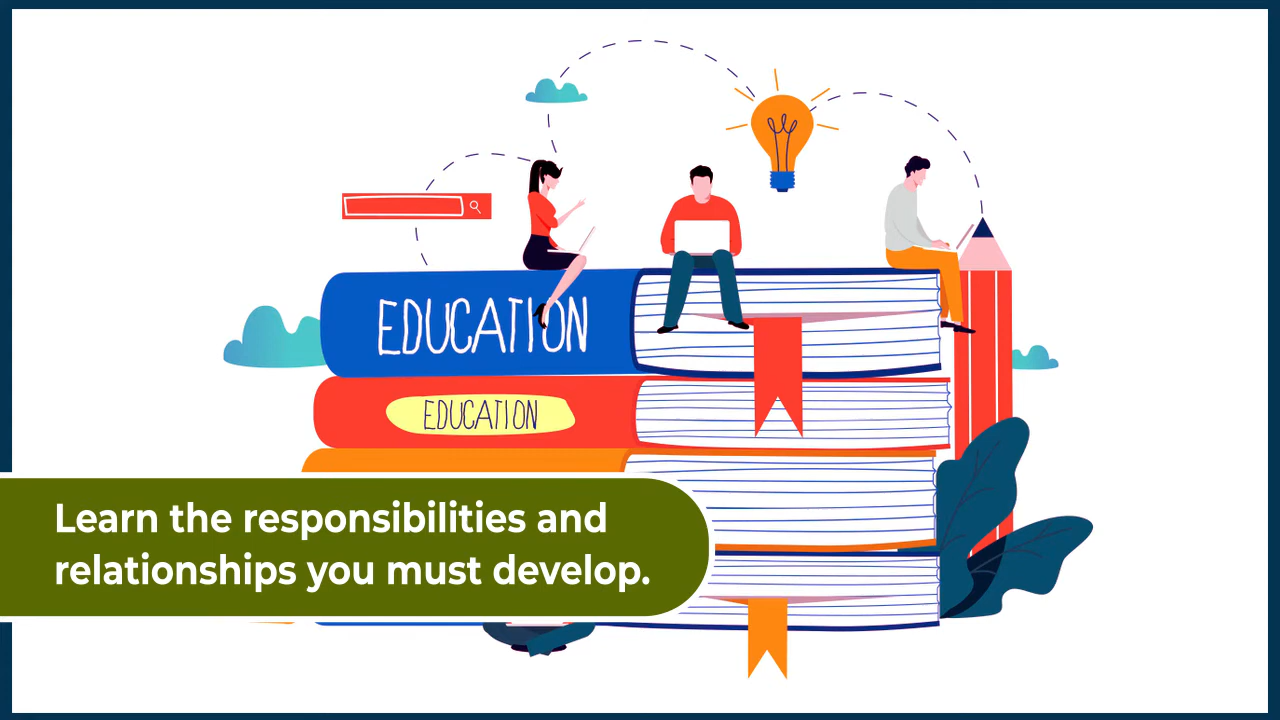 EDUCATION
EDUCATION
Learn the responsibilities and
relationships you must develop.